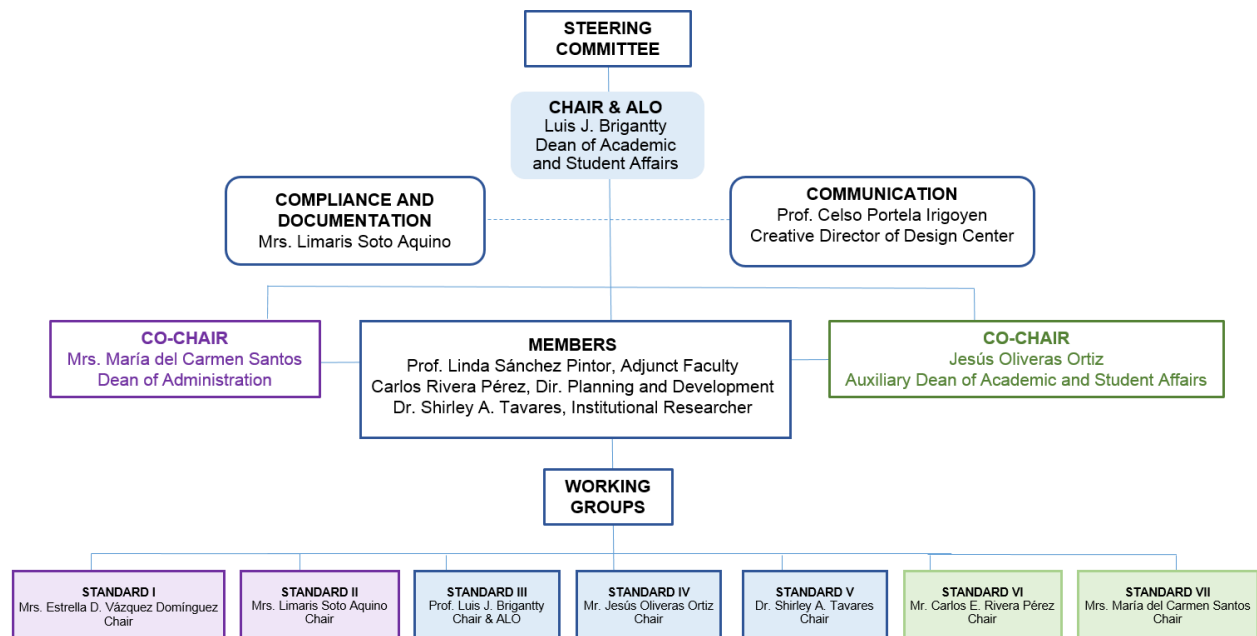 STEERING
COMMITTEE
CHAIR & ALO
Luis J. Brigantty
Dean of Academic
and Student Affairs
COMPLIANCE AND
DOCUMENTATION
Mrs. Limaris Soto Aquino
COMMUNICATION
Prof. Celso Portela Irigoyen
Creative Director of Design Center
CO-CHAIR
Mrs. María del Carmen Santos
Dean of Administration
MEMBERS
Prof. Linda Sánchez Pintor, Adjunct Faculty
Carlos Rivera Pérez, Dir. Planning and Development
Dr. Shirley A. Tavares, Institutional Researcher
CO-CHAIR
Jesús Oliveras Ortiz
Auxiliary Dean of Academic and Student Affairs
WORKING
GROUPS
STANDARD I
Mrs. Estrella D. Vázquez Domínguez
Chair
STANDARD II
Mrs. Limaris Soto Aquino
Chair
STANDARD III
Prof. Luis J. Brigantty
Chair & ALO
STANDARD IV
Mr. Jesús Oliveras Ortiz
Chair
STANDARD V
Dr. Shirley A. Tavares
Chair
STANDARD VI
Mr. Carlos E. Rivera Pérez
Chair
STANDARD VII
Mrs. María del Carmen Santos
Chair